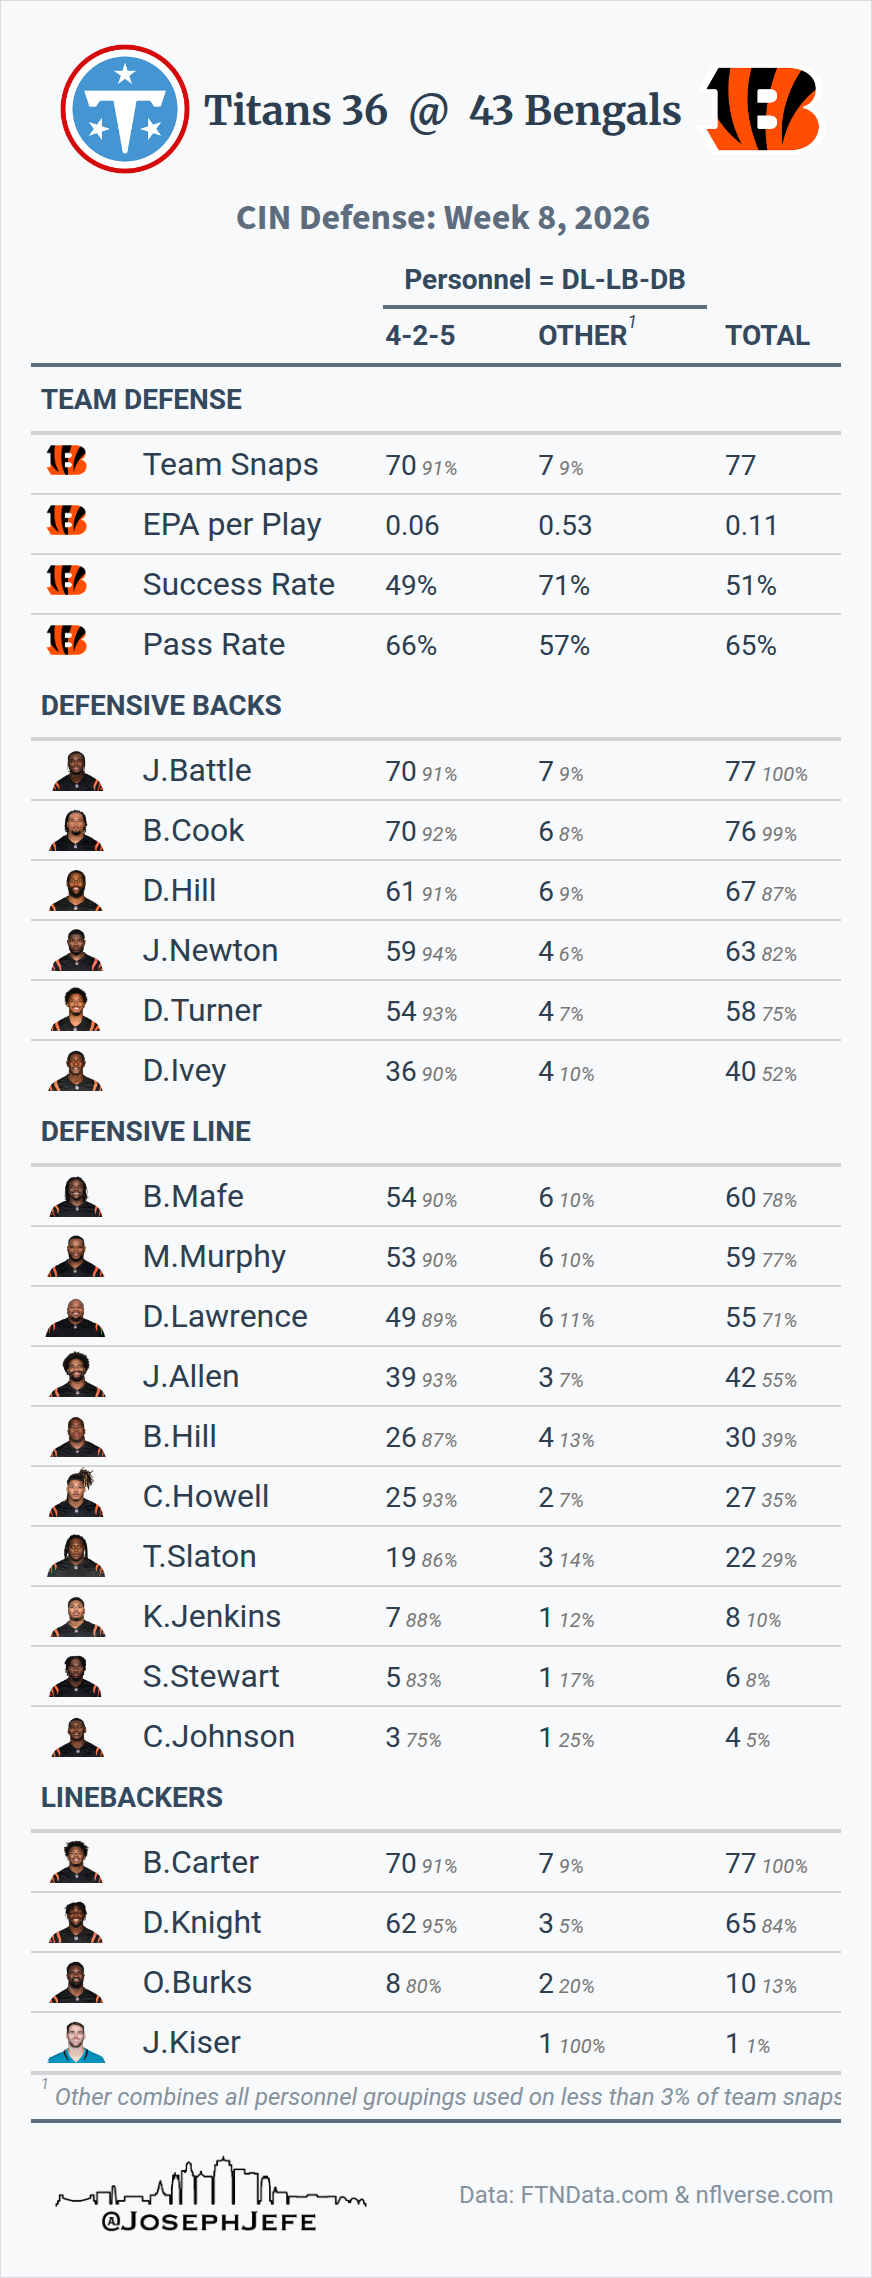 Titans 36 @ 43 Bengals
CIN Defense: Week 8, 2026
Personnel = DL-LB-DB
4-2-5 OTHER1 TOTAL
TEAM DEFENSE
Team Snaps 70 91% 7 9% 77
EPA per Play 0.06 0.53 0.11
Success Rate 49% 71% 51%
Pass Rate 66% 57% 65%
DEFENSIVE BACKS
J.Battle 70 91% 7 9% 77 100%
B.Cook 70 92% 6 8% 76 99%
D.Hill 61 91% 6 9% 67 87%
J.Newton 59 94% 4 6% 63 82%
D.Turner 54 93% 4 7% 58 75%
D.Ivey 36 90% 4 10% 40 52%
DEFENSIVE LINE
B.Mafe 54 90% 6 10% 60 78%
M.Murphy 53 90% 6 10% 59 77%
D.Lawrence 49 89% 6 11% 55 71%
J.Allen 39 93% 3 7% 42 55%
B.Hill 26 87% 4 13% 30 39%
C.Howell 25 93% 2 7% 27 35%
T.Slaton 19 86% 3 14% 22 29%
K.Jenkins 7 88% 1 12% 8 10%
S.Stewart 5 83% 1 17% 6 8%
C.Johnson 3 75% 1 25% 4 5%
LINEBACKERS
B.Carter 70 91% 7 9% 77 100%
D.Knight 62 95% 3 5% 65 84%
O.Burks 8 80% 2 20% 10 13%
J.Kiser 1 100% 1 1%
1 Other combines all personnel groupings used on less than 3% of team snaps
@JOSEPHJEFE
Data: FTNData.com & nflverse.com